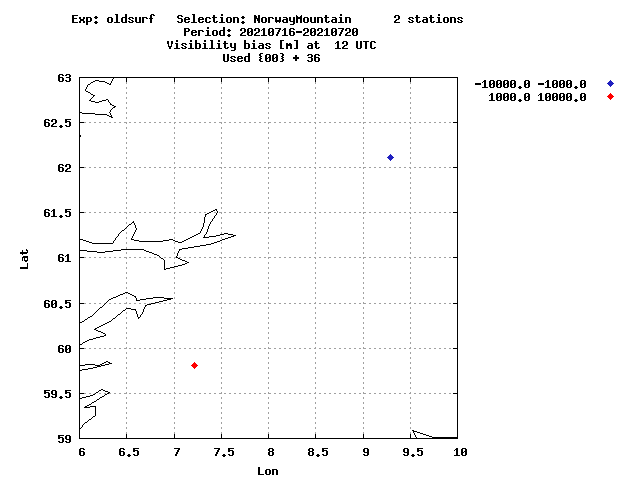 Exp: oldsurf   Selection: NorwayMountain      2 stations
Period: 20210716-20210720
Visibility bias [m] at  12 UTC
Used {00} + 36
-10000.0 -1000.0
1000.0 10000.0
63
62.5
62
61.5
61
60.5
60
59.5
59
Lat
6 6.5 7 7.5 8 8.5 9 9.5 10
Lon